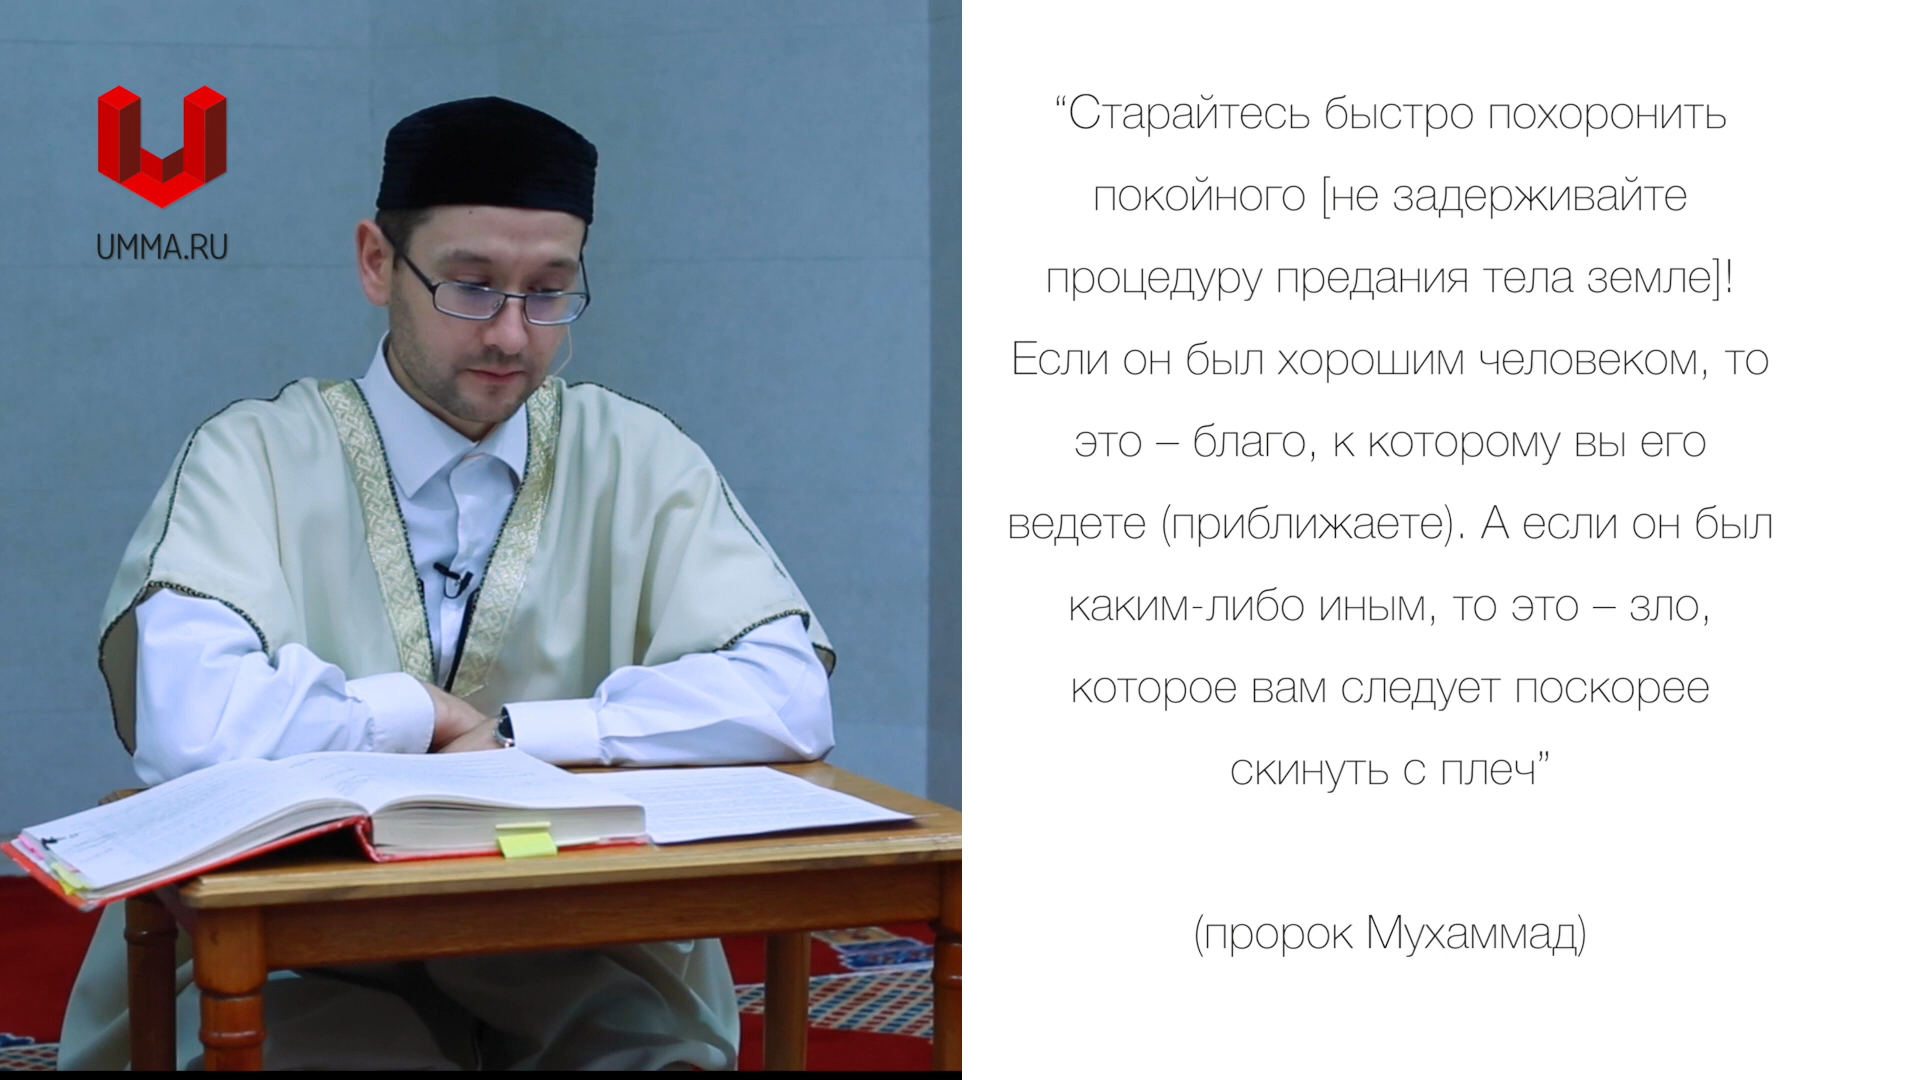 UMMA.RU
“Старайтесь быстро похоронить
покойного [не задерживайте
процедуру предания тела земле]!
Если он был хорошим человеком, то
это – благо, к которому вы его
ведете (приближаете). А если он был
каким-либо иным, то это – зло,
которое вам следует поскорее
скинуть с плеч”
(пророк Мухаммад)